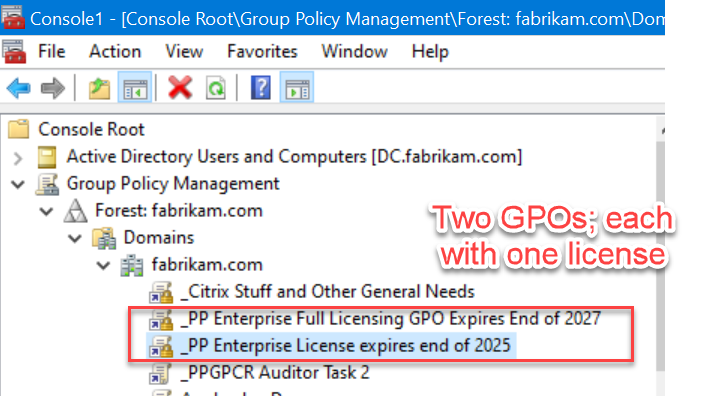 Console1 - [Console Root\Group Policy Management\Forest: fabrikam.com\Dom
File Action View Favorites Window Help
Console Root
Active Directory Users and Computers [DC.fabrikam.com]
Group Policy Management
Forest: fabrikam.com
Two GPOs; each
with one license
Domains
fabrikam.com
_Citrix Stuff and Other General Needs
_PP Enterprise Full Licensing GPO Expires End of 2027
_PP Enterprise License expires end of 2025
_PPGPCR Auditor Task 2